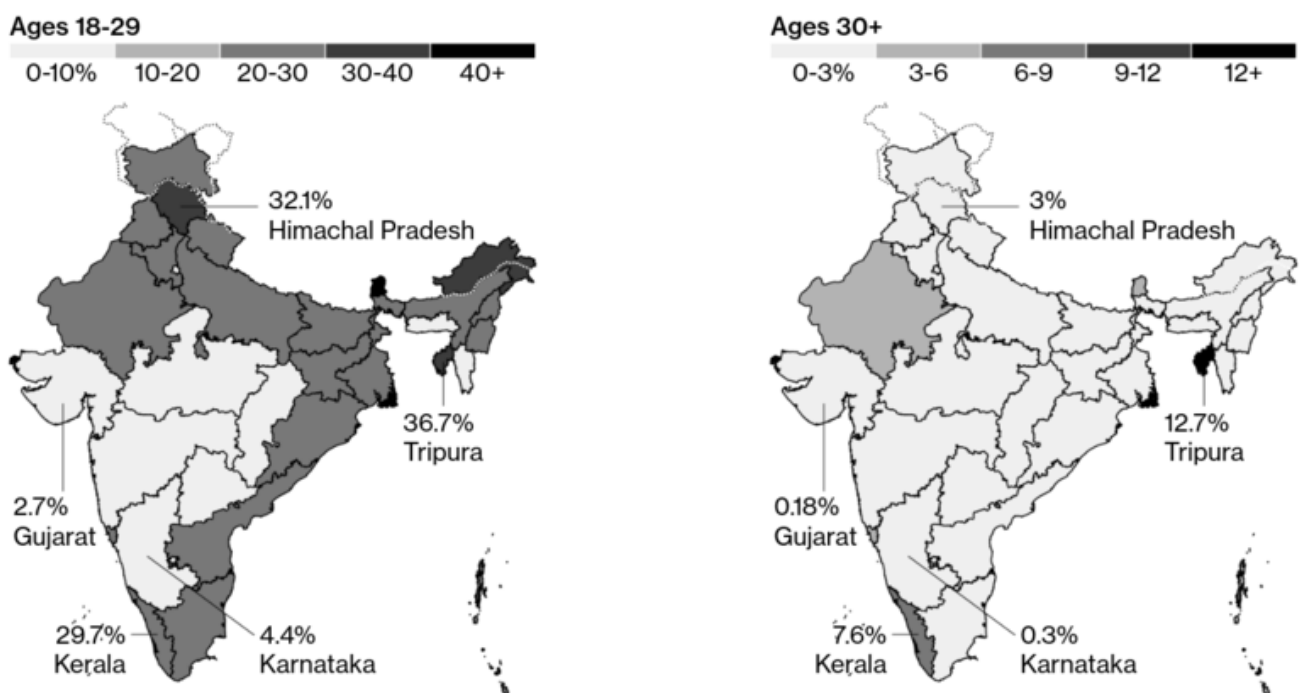 Ages 18-29
0-10% 10-20 20-30 30-40 40+
32.1%
Himachal Pradesh
36.7%
Tripura
2.7%
Gujarat
29.7%
Kerala
4.4%
Karnataka
Ages 30+
0-3% 3-6 6-9 9-12 12+
3%
Himachal Pradesh
12.7%
Tripura
0.18%
Gujarat
7.6%
Kerala
0.3%
Karnataka